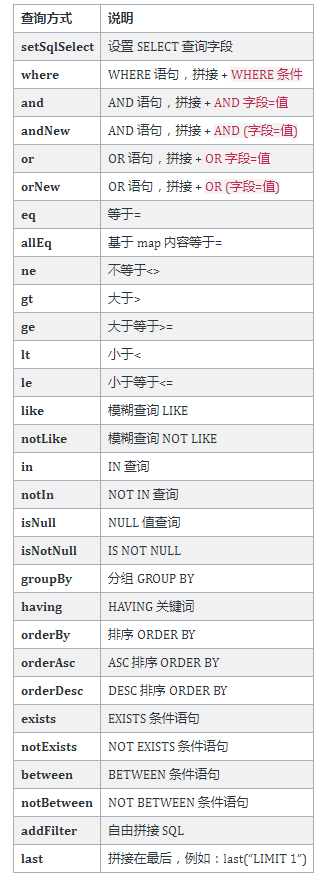 查询方式 说明
setSqlSelect 设置 SELECT 查询字段
where WHERE 语句，拼接 + WHERE 条件
and AND 语句，拼接 + AND 字段=值
andNew AND 语句，拼接 + AND (字段=值)
or OR 语句，拼接 + OR 字段=值
orNew OR 语句，拼接 + OR (字段=值)
eq 等于=
allEq 基于 map 内容等于=
ne 不等于<>
gt 大于>
ge 大于等于>=
lt 小于<
le 小于等于<=
like 模糊查询 LIKE
notLike 模糊查询 NOT LIKE
in IN 查询
notIn NOT IN 查询
isNull NULL 值查询
isNotNull IS NOT NULL
groupBy 分组 GROUP BY
having HAVING 关键词
orderBy 排序 ORDER BY
orderAsc ASC 排序 ORDER BY
orderDesc DESC 排序 ORDER BY
exists EXISTS 条件语句
notExists NOT EXISTS 条件语句
between BETWEEN 条件语句
notBetween NOT BETWEEN 条件语句
addFilter 自由拼接 SQL
last 拼接在最后，例如：last(“LIMIT 1”)